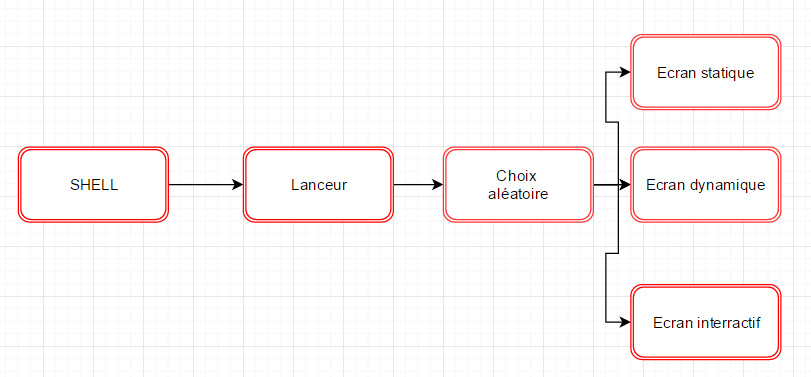 SHELL
Lanceur
Choix
aléatoire
Ecran statique
Ecran dynamique
Ecran interractif